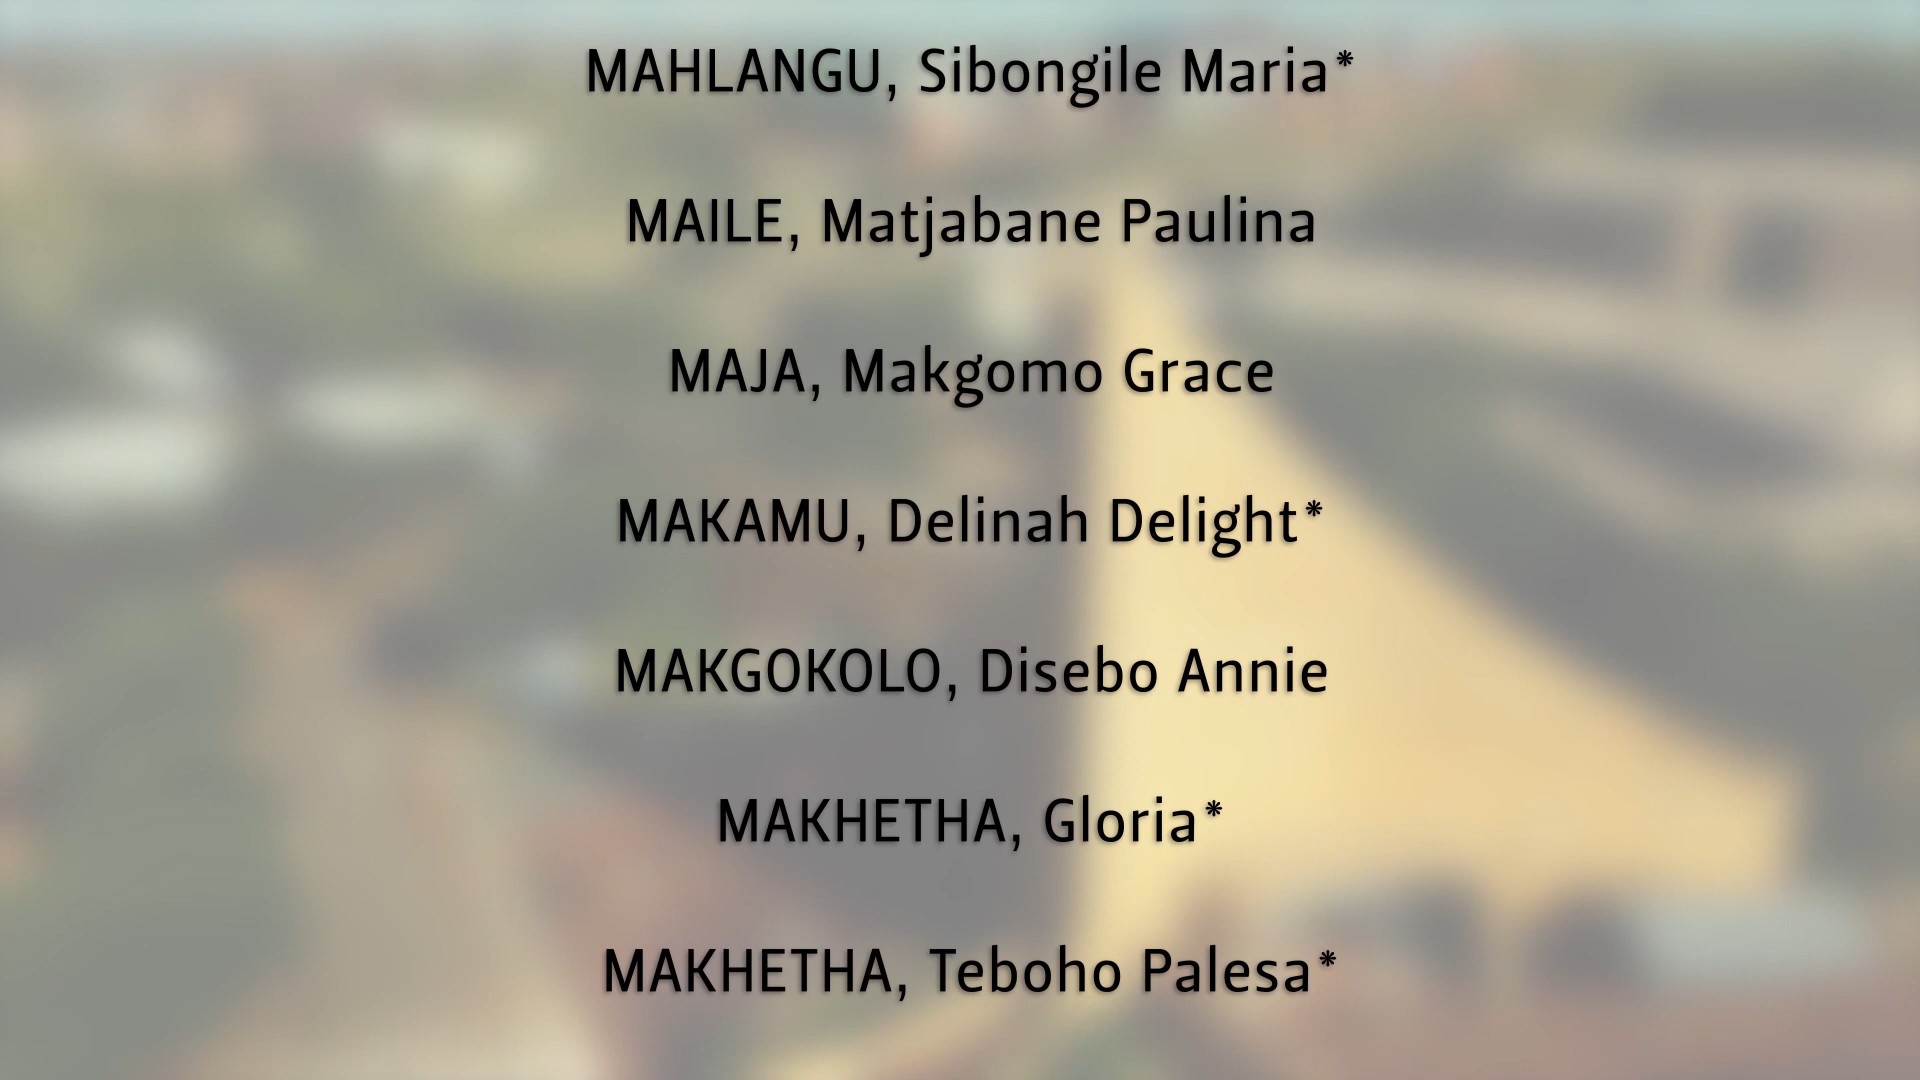 MAHLANGU, Sibongile Maria*
MAILE, Matjabane Paulina
MAJA, Makgomo Grace
MAKAMU, Delinah Delight*
MAKGOKOLO, Disebo Annie
MAKHETHA, Gloria*
MAKHETHA, Teboho Palesa*